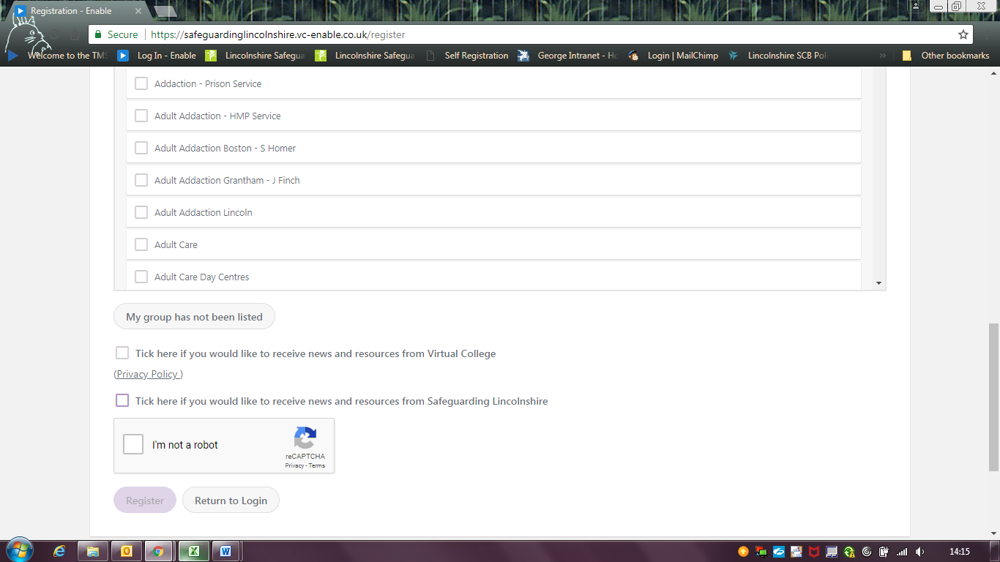 Registration - Enable
Secure https://safeguardinglincolnshire.vc-enable.co.uk/register
Welcome to the TMS Log In - Enable Lincolnshire Safegua Lincolnshire Safegua Self Registration George Intranet - Ho Login | MailChimp Lincolnshire SCB Pol » Other bookmarks
Addaction - Prison Service
Adult Addaction - HMP Service
Adult Addaction Boston - S Homer
Adult Addaction Grantham - J Finch
Adult Addaction Lincoln
Adult Care
Adult Care Day Centres
My group has not been listed
Tick here if you would like to receive news and resources from Virtual College
(Privacy Policy )
Tick here if you would like to receive news and resources from Safeguarding Lincolnshire
I'm not a robot
reCAPTCHA
Privacy - Terms
Register Return to Login
14:15